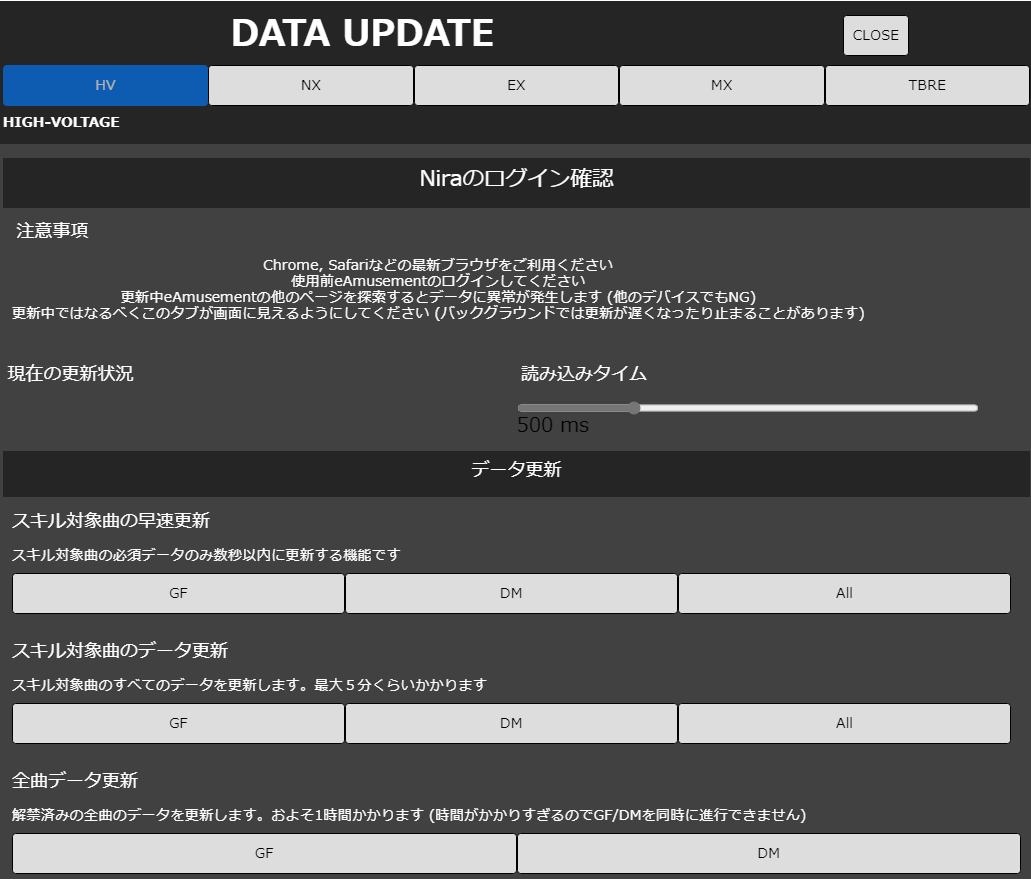 DATA UPDATE
CLOSE
HV
NX
EX
MX
TBRE
HIGH-VOLTAGE
Niraのログイン確認
注意事項
Chrome, Safariなどの最新ブラウザをご利用ください
使用前eAmusementのログインしてください
更新中eAmusementの他のページを探索するとデータに異常が発生します (他のデバイスでもNG)
更新中ではなるべくこのタブが画面に見えるようにしてください (バックグラウンドでは更新が遅くなったり止まることがあります)
現在の更新状況
読み込みタイム
500 ms
データ更新
スキル対象曲の早速更新
スキル対象曲の必須データのみ数秒以内に更新する機能です
GF
DM
All
スキル対象曲のデータ更新
スキル対象曲のすべてのデータを更新します。最大５分くらいかかります
GF
DM
All
全曲データ更新
解禁済みの全曲のデータを更新します。およそ1時間かかります (時間がかかりすぎるのでGF/DMを同時に進行できません)
GF
DM